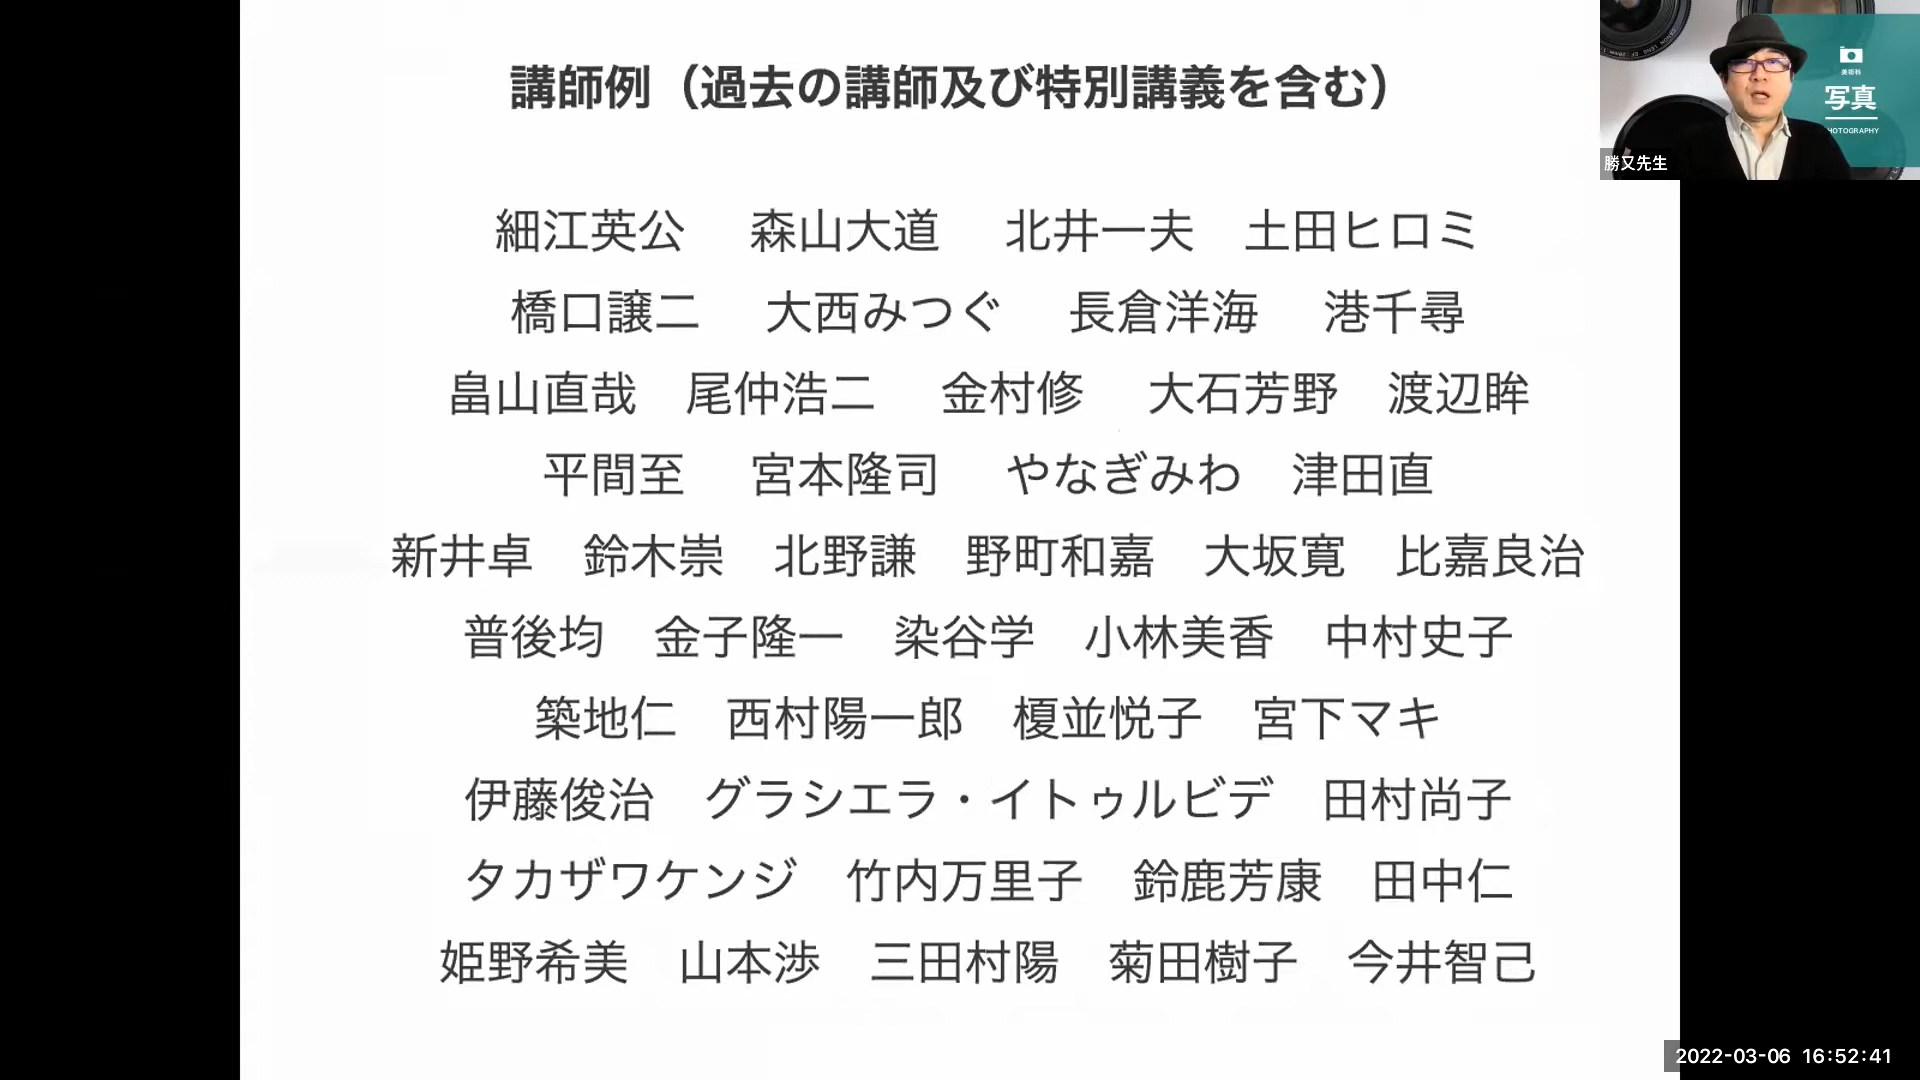 講師例（過去の講師及び特別講義を含む）
細江英公　森山大道　北井一夫　土田ヒロミ
橋口譲二　大西みつぐ　長倉洋海　港千尋
畠山直哉　尾仲浩二　金村修　大石芳野　渡辺眸
平間至　宮本隆司　やなぎみわ　津田直
新井卓　鈴木崇　北野謙　野町和嘉　大坂寛　比嘉良治
普後均　金子隆一　染谷学　小林美香　中村史子
築地仁　西村陽一郎　榎並悦子　宮下マキ
伊藤俊治　グラシエラ・イトゥルビデ　田村尚子
タカザワケンジ　竹内万里子　鈴鹿芳康　田中仁
姫野希美　山本渉　三田村陽　菊田樹子　今井智己
美術科
写真
HOTOGRAPHY
勝又先生
2022-03-06 16:52:41